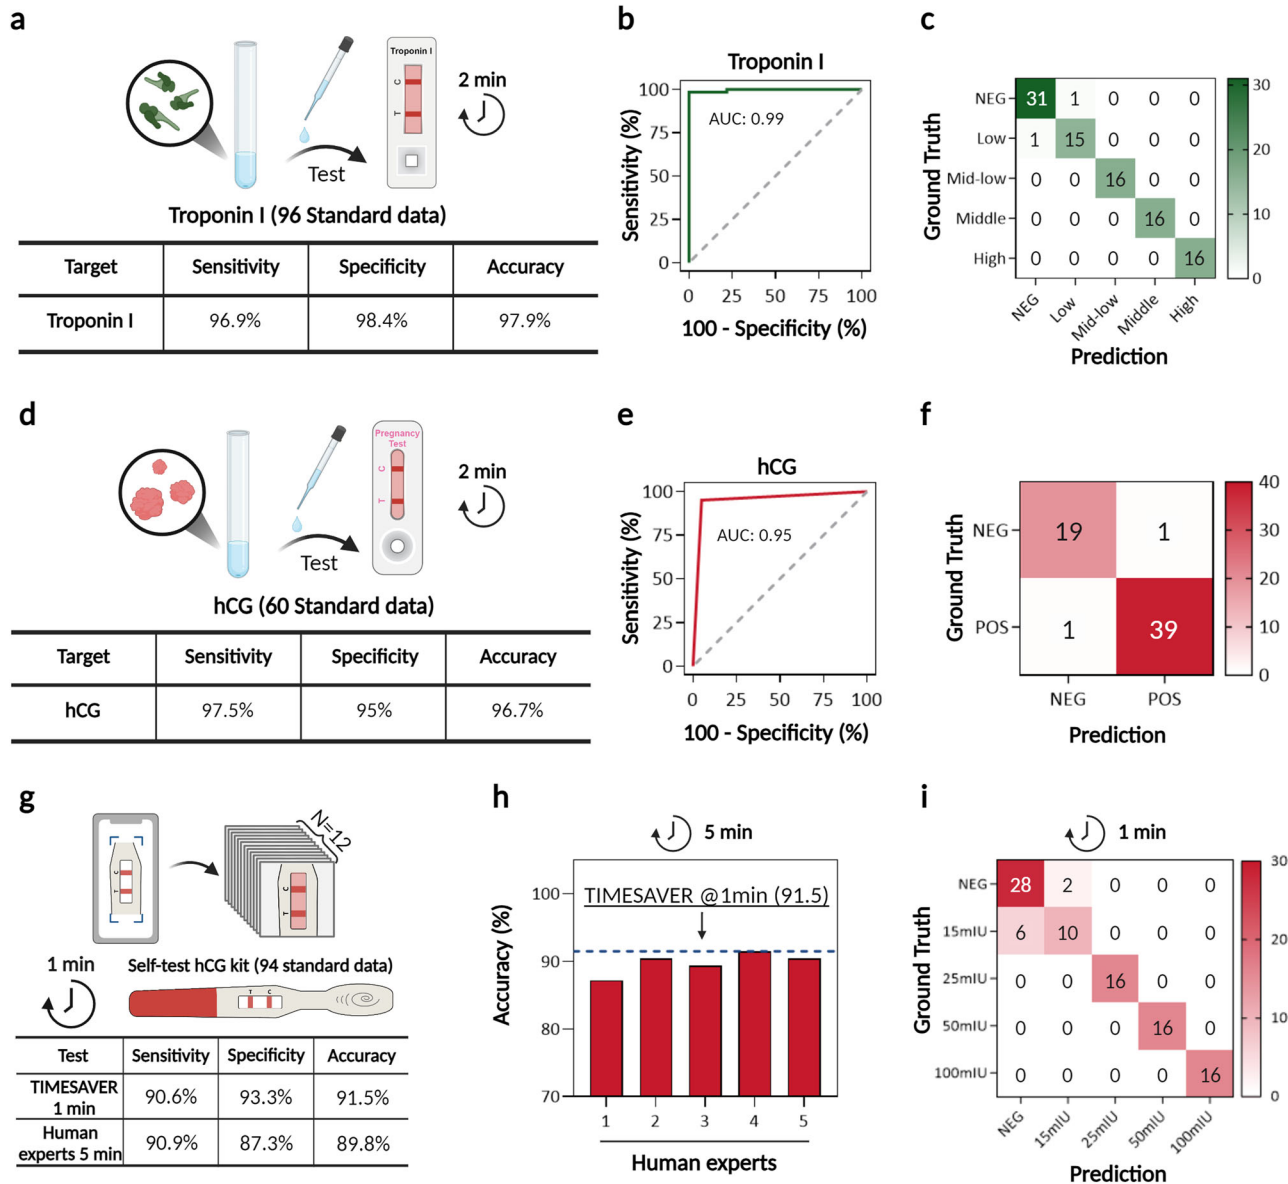 a
Troponin I
C
T
2 min
Test
Troponin I (96 Standard data)
Target Sensitivity Specificity Accuracy
Troponin I 96.9% 98.4% 97.9%
b
Troponin I
Sensitivity (%)
100
75
50
25
0
AUC: 0.99
0 25 50 75 100
100 - Specificity (%)
c
Ground Truth
NEG 31 1 0 0 0
Low 1 15 0 0 0
Mid-low 0 0 16 0 0
Middle 0 0 0 16 0
High 0 0 0 0 16
NEG Low Mid-low Middle High
Prediction
30
20
10
0
d
Pregnancy
Test
C
T
2 min
Test
hCG (60 Standard data)
Target Sensitivity Specificity Accuracy
hCG 97.5% 95% 96.7%
e
hCG
Sensitivity (%)
100
75
50
25
0
AUC: 0.95
0 25 50 75 100
100 - Specificity (%)
f
Ground Truth
NEG 19 1
POS 1 39
NEG POS
Prediction
40
30
20
10
0
g
C
T
N=12
C
T
1 min
Self-test hCG kit (94 standard data)
T C
Test Sensitivity Specificity Accuracy
TIMESAVER
1 min
90.6% 93.3% 91.5%
Human
experts 5 min
90.9% 87.3% 89.8%
h
5 min
Accuracy (%)
100
90
80
70
TIMESAVER @1min (91.5)
1 2 3 4 5
Human experts
i
1 min
Ground Truth
NEG 28 2 0 0 0
15mIU 6 10 0 0 0
25mIU 0 0 16 0 0
50mIU 0 0 0 16 0
100mIU 0 0 0 0 16
NEG 15mIU 25mIU 50mIU 100mIU
Prediction
30
20
10
0